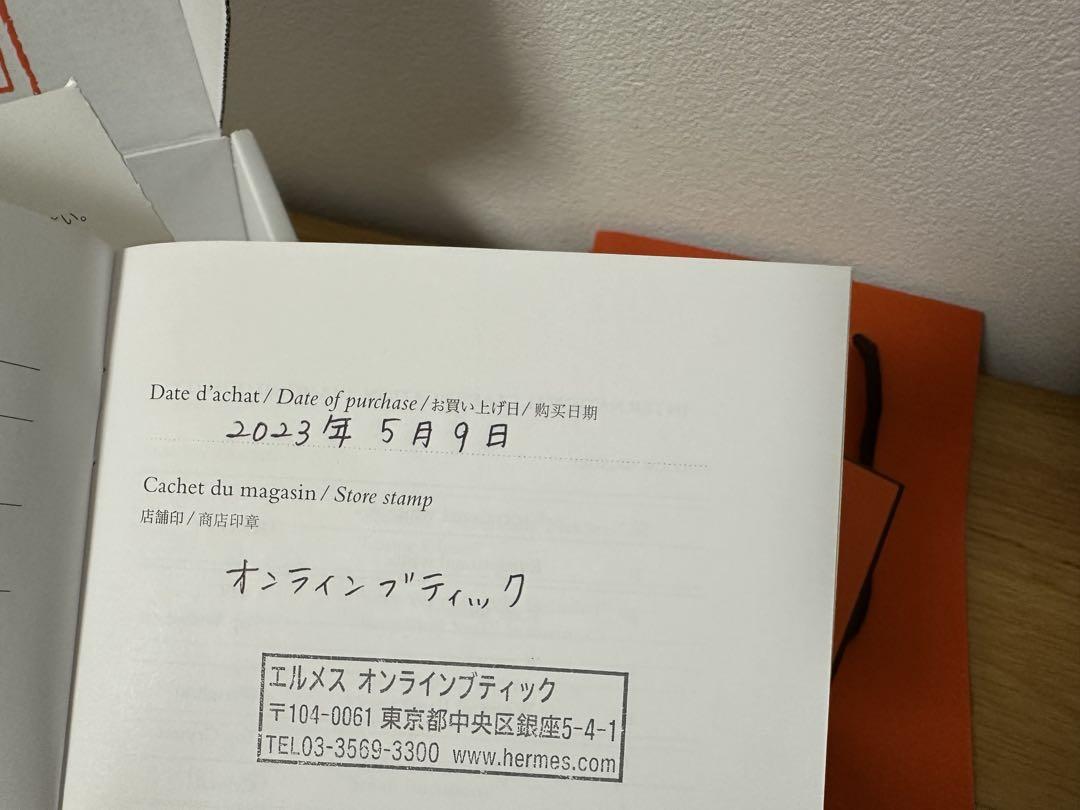 い。
Date d'achat / Date of purchase / お買い上げ日 / 购买日期
2023年 5月9日
Cachet du magasin / Store stamp
店舗印 / 商店印章
オンラインブティック
エルメス オンラインブティック
〒104-0061 東京都中央区銀座5-4-1
TEL03-3569-3300 www.hermes.com